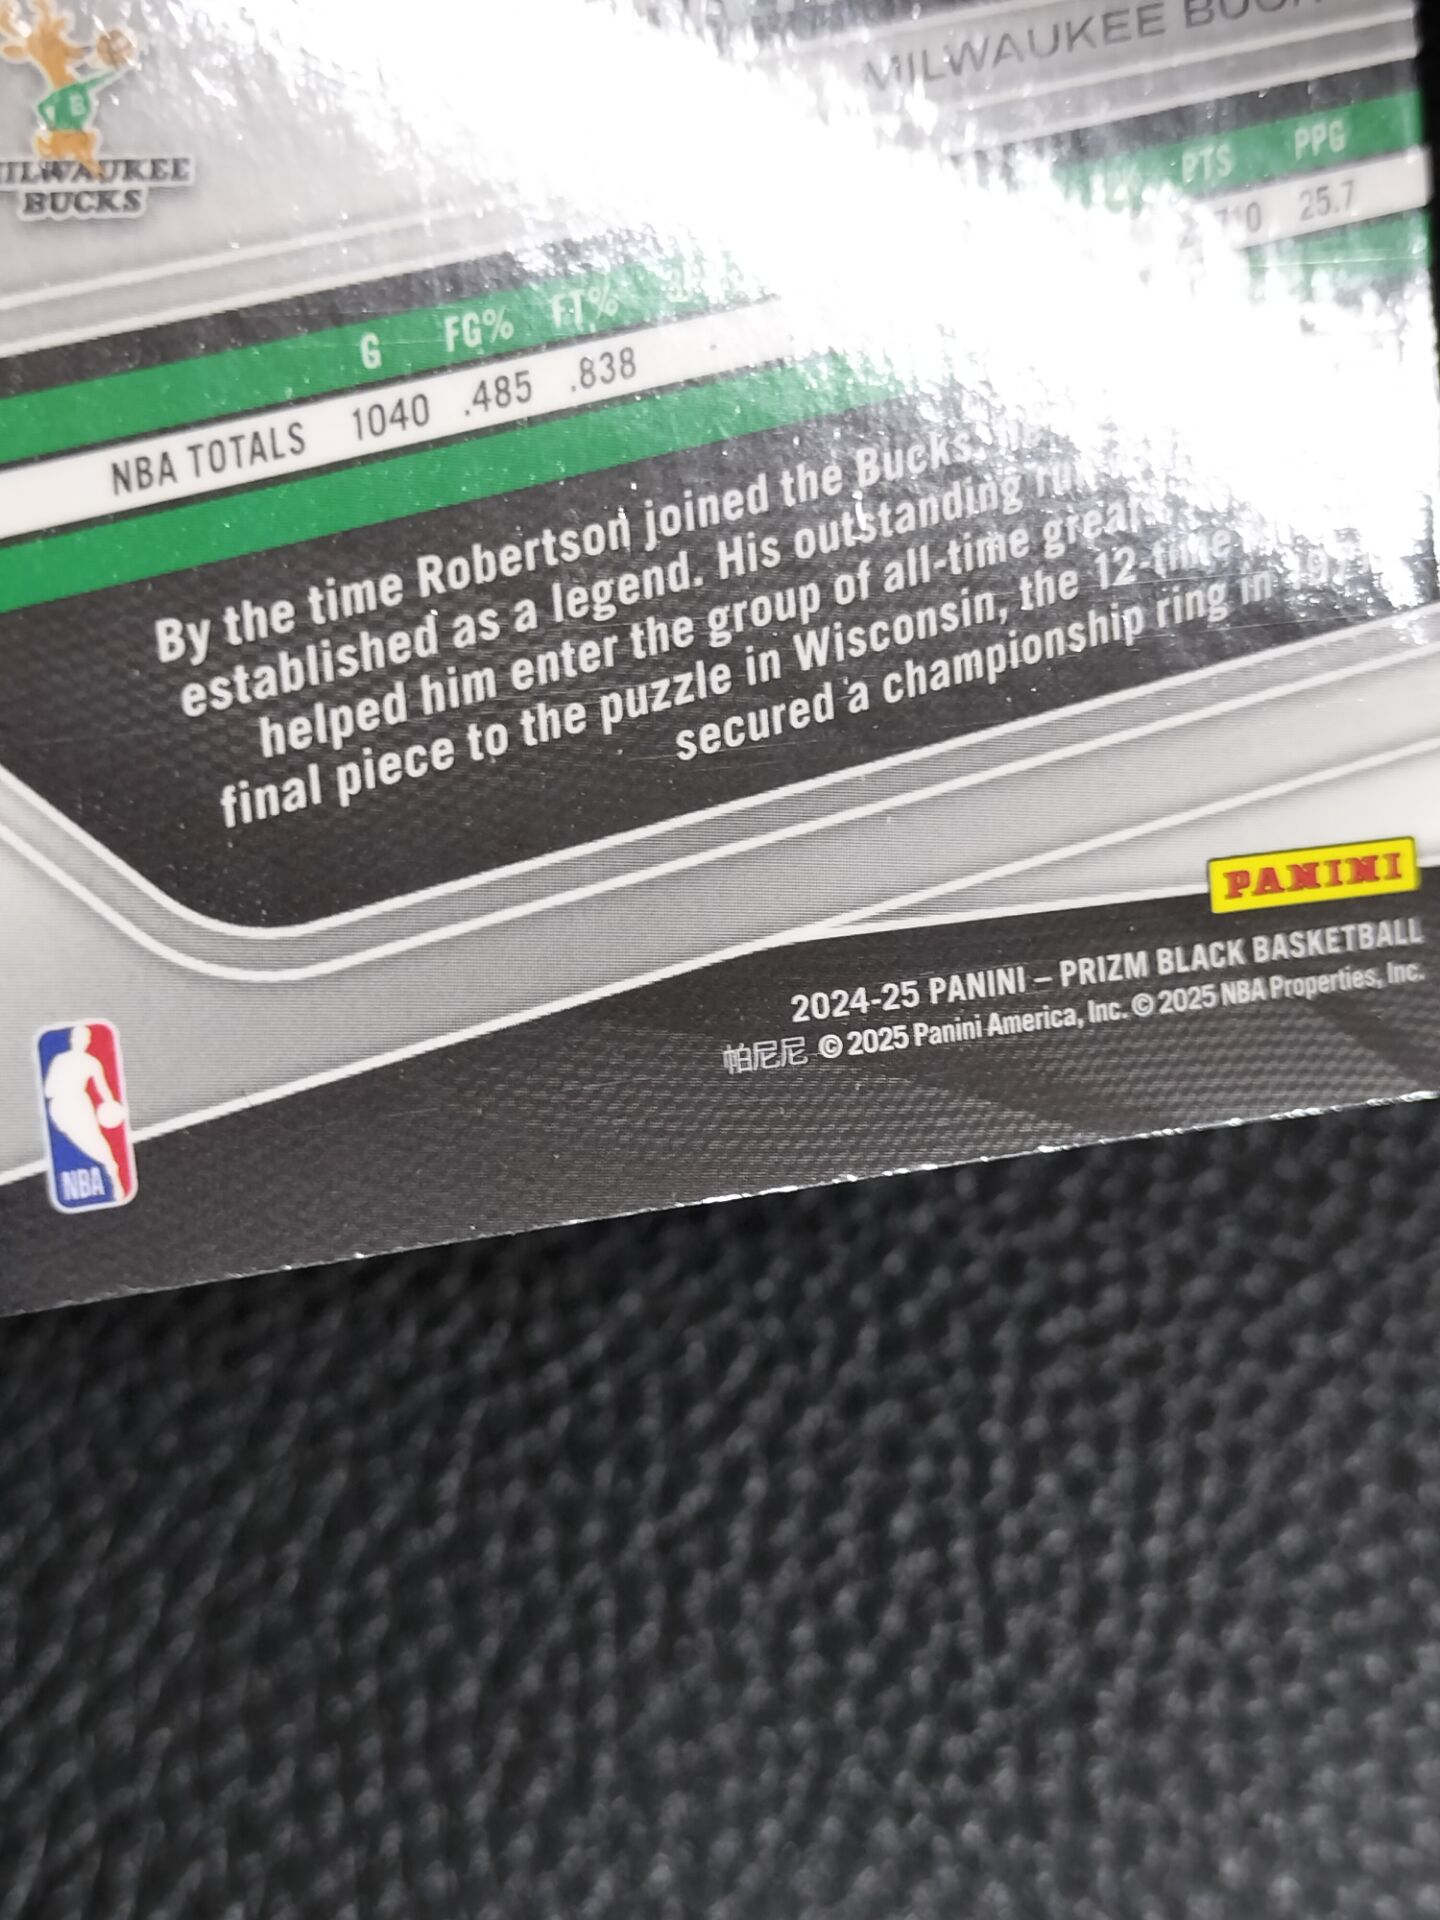 MILWAUKEE
MILWAUKEE
BUCKS
PTS PPG
25.7
G FG% FT%
NBA TOTALS 1040 .485 .838
By the time Robertson joined the Bucks,
established as a legend. His outstanding
helped him enter the group of all-time
final piece to the puzzle in Wisconsin, the 12-time
secured a championship ring in 1971
PANINI
2024-25 PANINI – PRIZM BLACK BASKETBALL
帕尼尼 © 2025 Panini America, Inc. © 2025 NBA Properties, Inc.
NBA